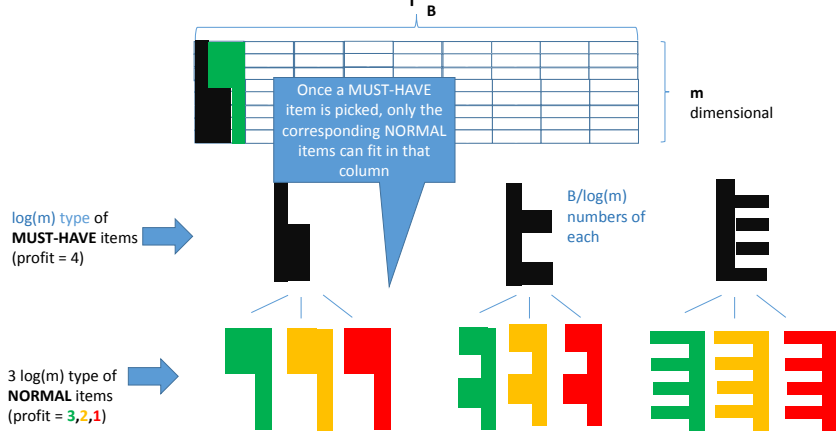 B
Once a MUST-HAVE
item is picked, only the
corresponding NORMAL
items can fit in that
column
m
dimensional
log(m) type of
MUST-HAVE items
(profit = 4)
B/log(m)
numbers of
each
3 log(m) type of
NORMAL items
(profit = 3,2,1)